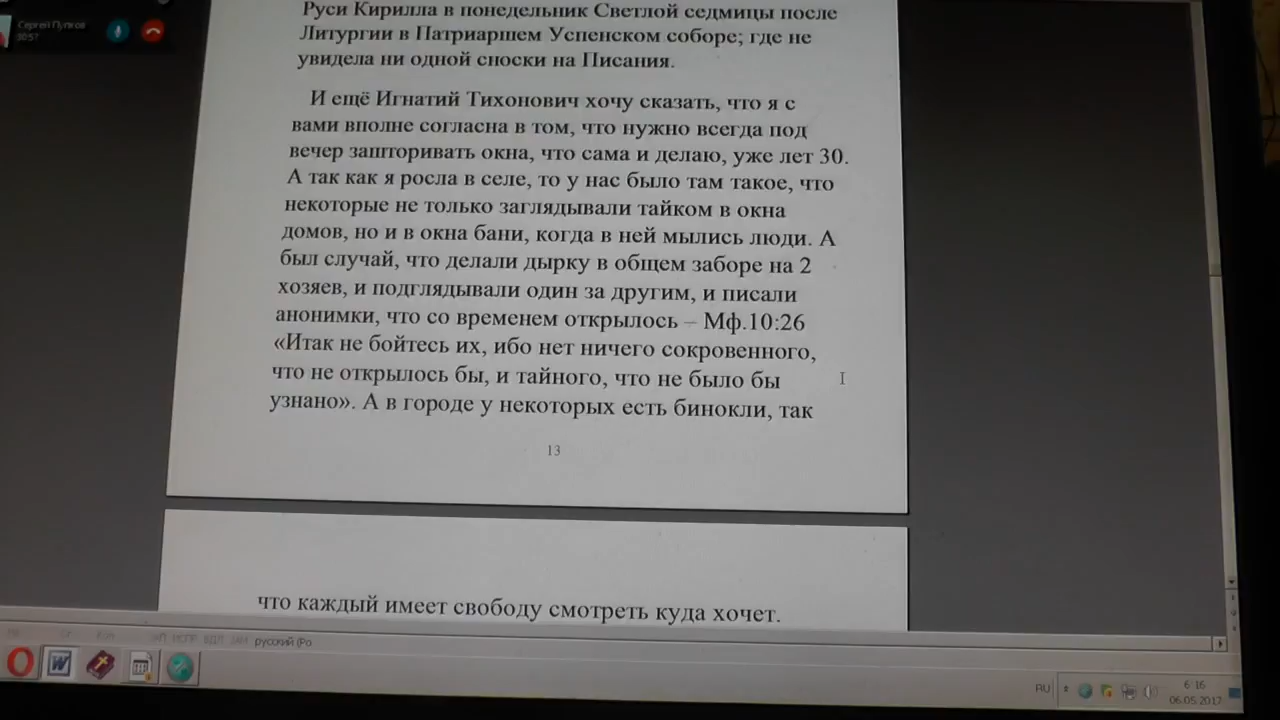 Сергей Пупков
30:57
Руси Кирилла в понедельник Светлой седмицы после
Литургии в Патриаршем Успенском соборе; где не
увидела ни одной сноски на Писания.
И ещё Игнатий Тихонович хочу сказать, что я с
вами вполне согласна в том, что нужно всегда под
вечер зашторивать окна, что сама и делаю, уже лет 30.
А так как я росла в селе, то у нас было там такое, что
некоторые не только заглядывали тайком в окна
домов, но и в окна бани, когда в ней мылись люди. А
был случай, что делали дырку в общем заборе на 2
хозяев, и подглядывали один за другим, и писали
анонимки, что со временем открылось – Мф.10:26
«Итак не бойтесь их, ибо нет ничего сокровенного,
что не открылось бы, и тайного, что не было бы
узнано». А в городе у некоторых есть бинокли, так
13
что каждый имеет свободу смотреть куда хочет.
русский (Ро
RU
6:16
06.05.2017